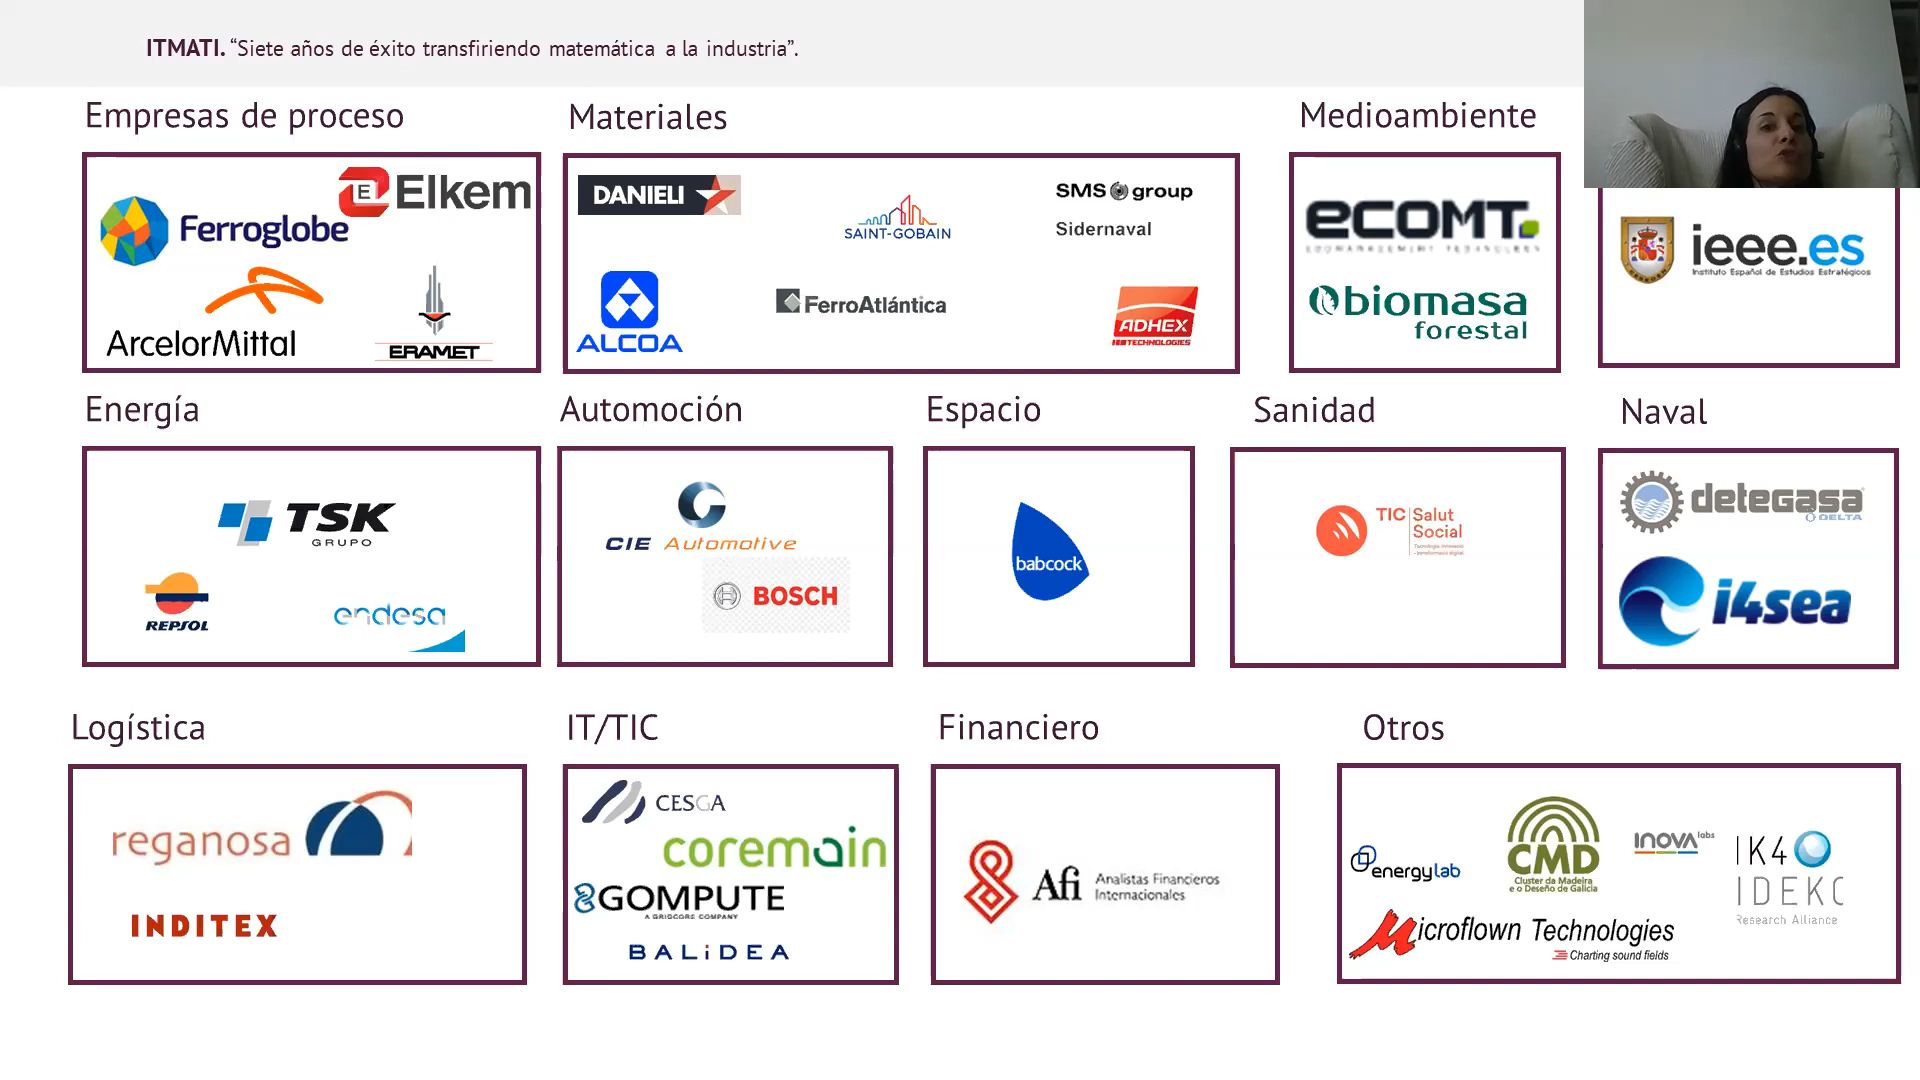 ITMATI. “Siete años de éxito transfiriendo matemática a la industria”.
Empresas de proceso
Elkem
Ferroglobe
ArcelorMittal
ERAMET
Materiales
DANIELI
SAINT-GOBAIN
SMS group
Sidernaval
ALCOA
FerroAtlántica
ADHEX
TECHNOLOGIES
Medioambiente
ecomt.
biomasa
forestal
ieee.es
Instituto Español de Estudios Estratégicos
Energía
TSK
GRUPO
REPSOL
endesa
Automoción
CIE Automotive
BOSCH
Espacio
babcock
Sanidad
TIC Salut
Social
Naval
detegasa
DELTA
i4sea
Logística
reganosa
INDITEX
IT/TIC
CESGA
coremain
GOMPUTE
A GRIDCORE COMPANY
BALiDEA
Financiero
Afi Analistas Financieros
Internacionales
Otros
energylab
CMD
Cluster da Madeira
e o Deseño de Galicia
INOVA labs
IK4
IDEKO
Research Alliance
Microflown Technologies
Charting sound fields